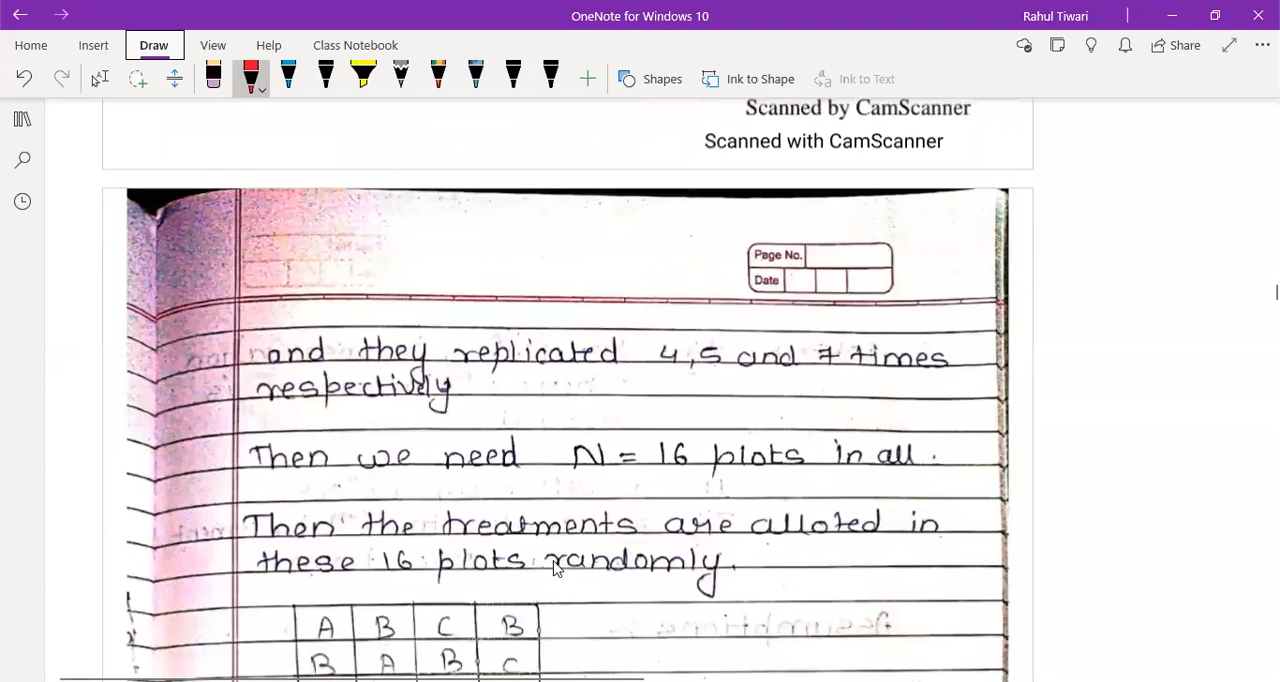 OneNote for Windows 10
Rahul Tiwari
Home Insert Draw View Help Class Notebook
Share
Shapes Ink to Shape Ink to Text
Scanned by CamScanner
Scanned with CamScanner
Page No.
Date
and they replicated 4,5 and 7 times
respectively
Then we need N = 16 plots in all.
Then the treatments are alloted in
these 16 plots randomly.
A B C B
B A B C